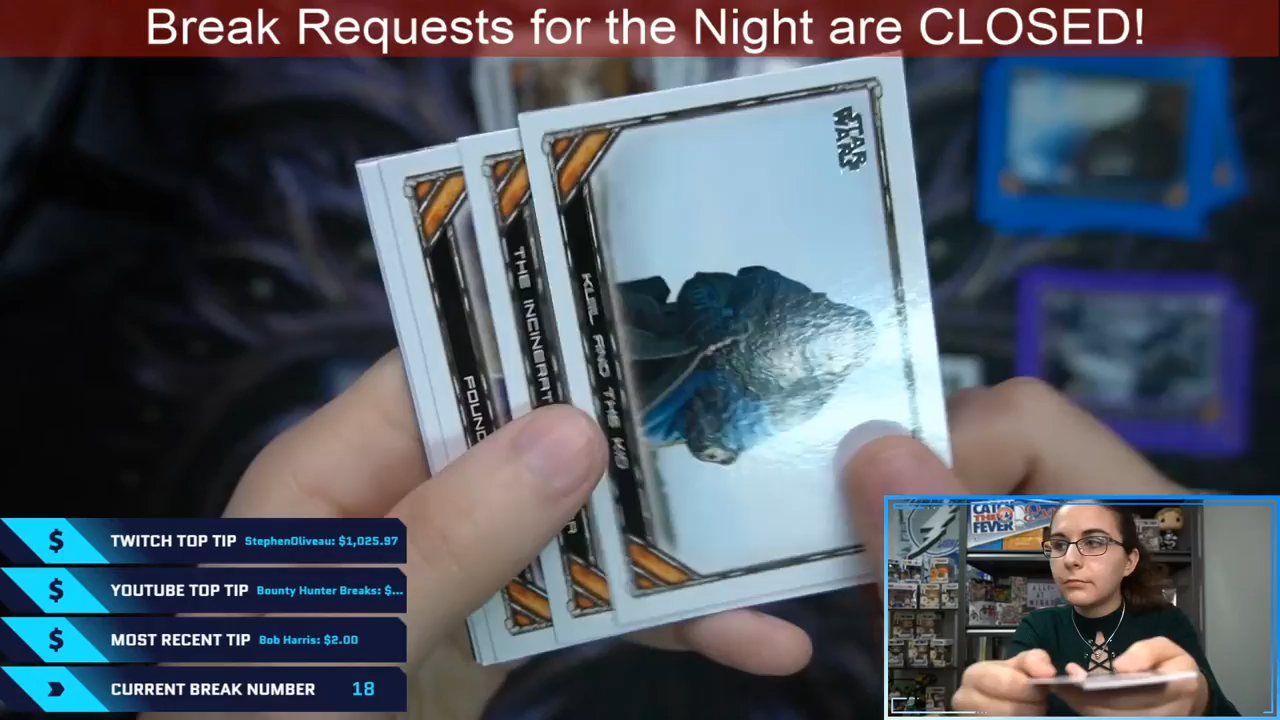 Break Requests for the Night are CLOSED!
STAR
WARS
KUIIL AND THE KID
THE INCINERAT
R
FOUND
CATCH
THE
FEVER
TWITCH TOP TIP StephenOliveau: $1,025.97
YOUTUBE TOP TIP Bounty Hunter Breaks: $...
MOST RECENT TIP Bob Harris: $2.00
CURRENT BREAK NUMBER 18